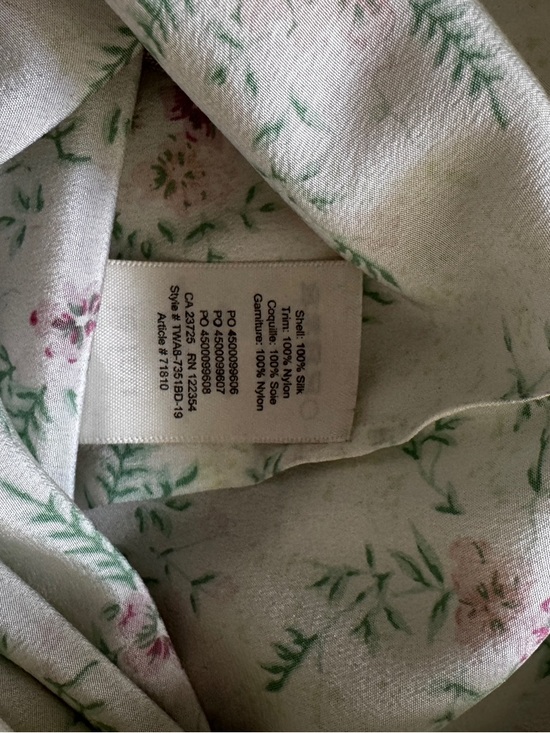 Shell: 100% Silk
Trim: 100% Nylon
Coquille: 100% Soie
Garniture: 100% Nylon
PO 4500099606
PO 4500099607
PO 4500099608
CA 23725 RN 122354
Style # TWA8-7351BD-19
Article # 71810